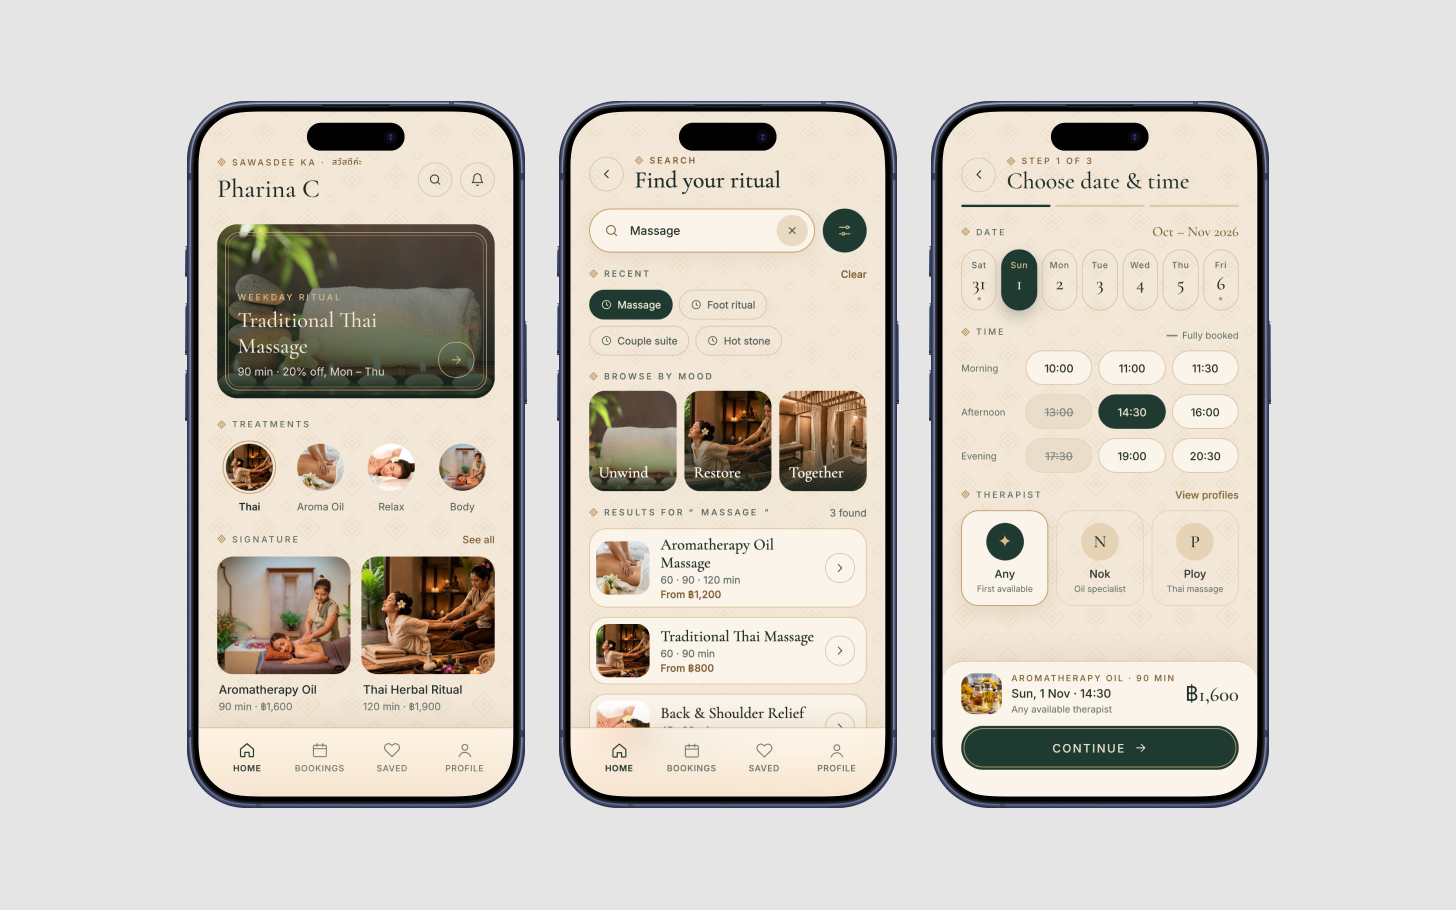 SAWASDEE KA · สวัสดีค่ะ
Pharina C
WEEKDAY RITUAL
Traditional Thai
Massage
90 min · 20% off, Mon – Thu
TREATMENTS
Thai
Aroma Oil
Relax
Body
SIGNATURE
See all
Aromatherapy Oil
90 min · ฿1,600
Thai Herbal Ritual
120 min · ฿1,900
HOME
BOOKINGS
SAVED
PROFILE
SEARCH
Find your ritual
Massage
RECENT
Clear
Massage
Foot ritual
Couple suite
Hot stone
BROWSE BY MOOD
Unwind
Restore
Together
RESULTS FOR " MASSAGE "
3 found
Aromatherapy Oil
Massage
60 · 90 · 120 min
From ฿1,200
Traditional Thai Massage
60 · 90 min
From ฿800
Back & Shoulder Relief
HOME
BOOKINGS
SAVED
PROFILE
STEP 1 OF 3
Choose date & time
DATE
Oct – Nov 2026
Sat
31
Sun
1
Mon
2
Tue
3
Wed
4
Thu
5
Fri
6
TIME
— Fully booked
Morning
10:00
11:00
11:30
Afternoon
13:00
14:30
16:00
Evening
17:30
19:00
20:30
THERAPIST
View profiles
Any
First available
N
Nok
Oil specialist
P
Ploy
Thai massage
AROMATHERAPY OIL · 90 MIN
Sun, 1 Nov · 14:30
Any available therapist
฿1,600
CONTINUE →